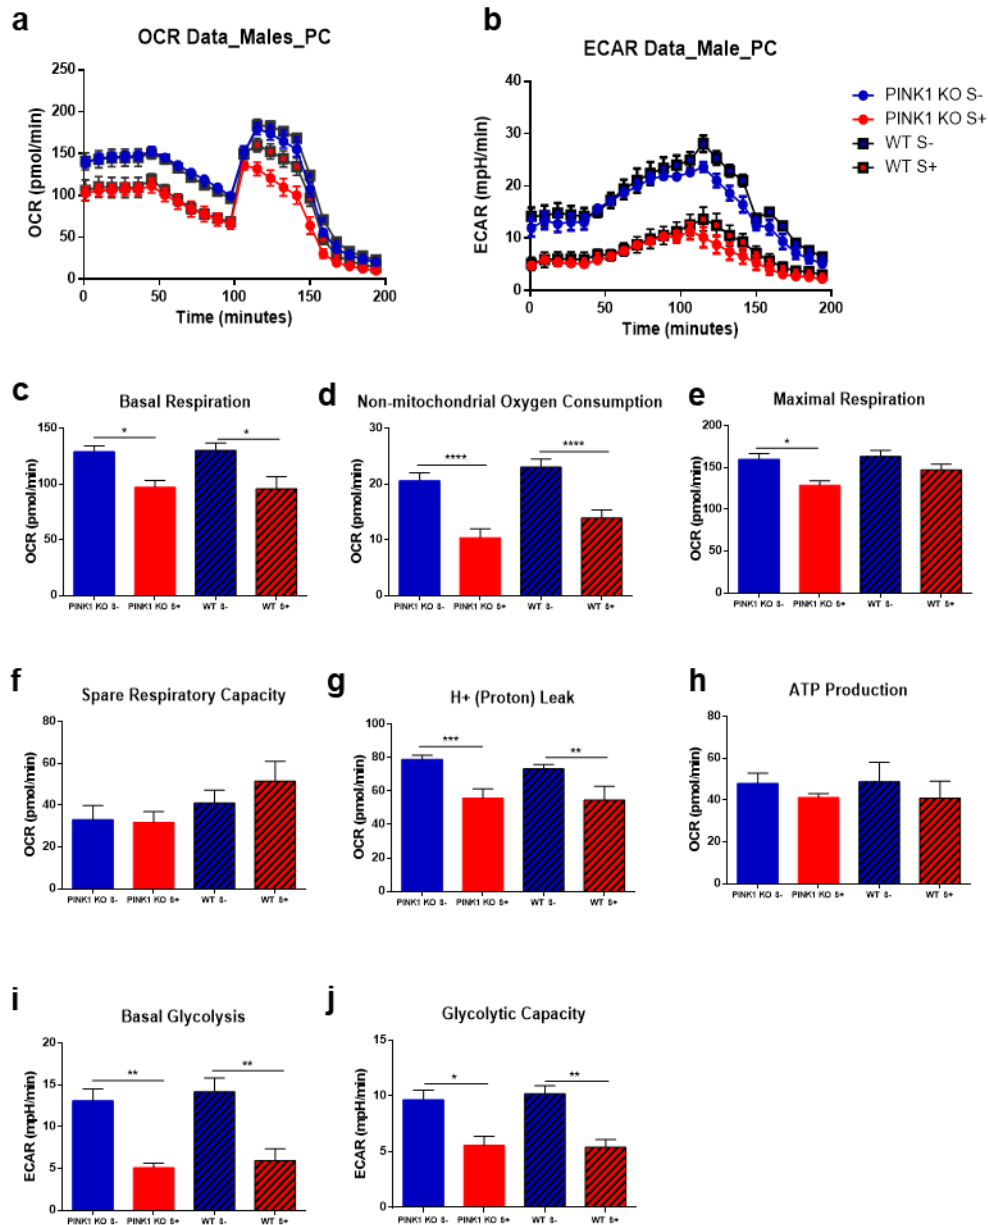 a
OCR Data_Males_PC
OCR (pmol/min)
250
200
150
100
50
0
0 50 100 150 200
Time (minutes)
b
ECAR Data_Male_PC
ECAR (mpH/min)
40
30
20
10
0
0 50 100 150 200
Time (minutes)
PINK1 KO S-
PINK1 KO S+
WT S-
WT S+
c
Basal Respiration
OCR (pmol/min)
150
100
50
0
* *
PINK1 KO S- PINK1 KO S+ WT S- WT S+
d
Non-mitochondrial Oxygen Consumption
OCR (pmol/min)
30
20
10
0
**** ****
PINK1 KO S- PINK1 KO S+ WT S- WT S+
e
Maximal Respiration
OCR (pmol/min)
200
150
100
50
0
*
PINK1 KO S- PINK1 KO S+ WT S- WT S+
f
Spare Respiratory Capacity
OCR (pmol/min)
80
60
40
20
0
PINK1 KO S- PINK1 KO S+ WT S- WT S+
g
H+ (Proton) Leak
OCR (pmol/min)
100
80
60
40
20
0
*** **
PINK1 KO S- PINK1 KO S+ WT S- WT S+
h
ATP Production
OCR (pmol/min)
80
60
40
20
0
PINK1 KO S- PINK1 KO S+ WT S- WT S+
i
Basal Glycolysis
ECAR (mpH/min)
20
15
10
5
0
** **
PINK1 KO S- PINK1 KO S+ WT S- WT S+
j
Glycolytic Capacity
ECAR (mpH/min)
15
10
5
0
* **
PINK1 KO S- PINK1 KO S+ WT S- WT S+